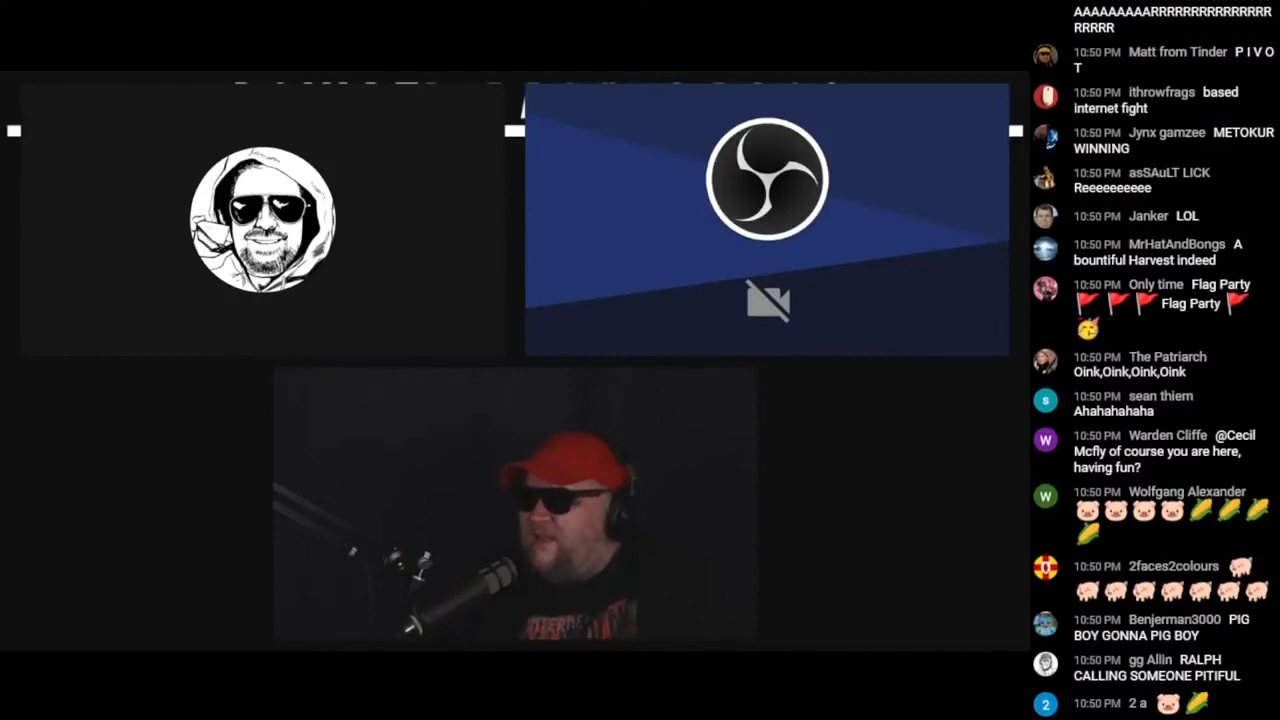 AAAAAAAAARRRRRRRRRRRRRRR
RRRRR
10:50 PM Matt from Tinder P I V O
T
10:50 PM ithrowfrags based
internet fight
10:50 PM Jynx gamzee METOKUR
WINNING
10:50 PM asSAuLT LICK
Reeeeeeeeee
10:50 PM Janker LOL
10:50 PM MrHatAndBongs A
bountiful Harvest indeed
10:50 PM Only time Flag Party
🚩 🚩 🚩 Flag Party 🚩
🥳
10:50 PM The Patriarch
Oink,Oink,Oink,Oink
s 10:50 PM sean thiem
Ahahahahaha
W 10:50 PM Warden Cliffe @Cecil
Mcfly of course you are here,
having fun?
W 10:50 PM Wolfgang Alexander
🐷 🐷 🐷 🐷 🌽 🌽 🌽
🌽
10:50 PM 2faces2colours 🐖
🐖 🐖 🐖 🐖 🐖 🐖 🐖
10:50 PM Benjerman3000 PIG
BOY GONNA PIG BOY
10:50 PM gg Allin RALPH
CALLING SOMEONE PITIFUL
2 10:50 PM 2 a 🐷 🌽